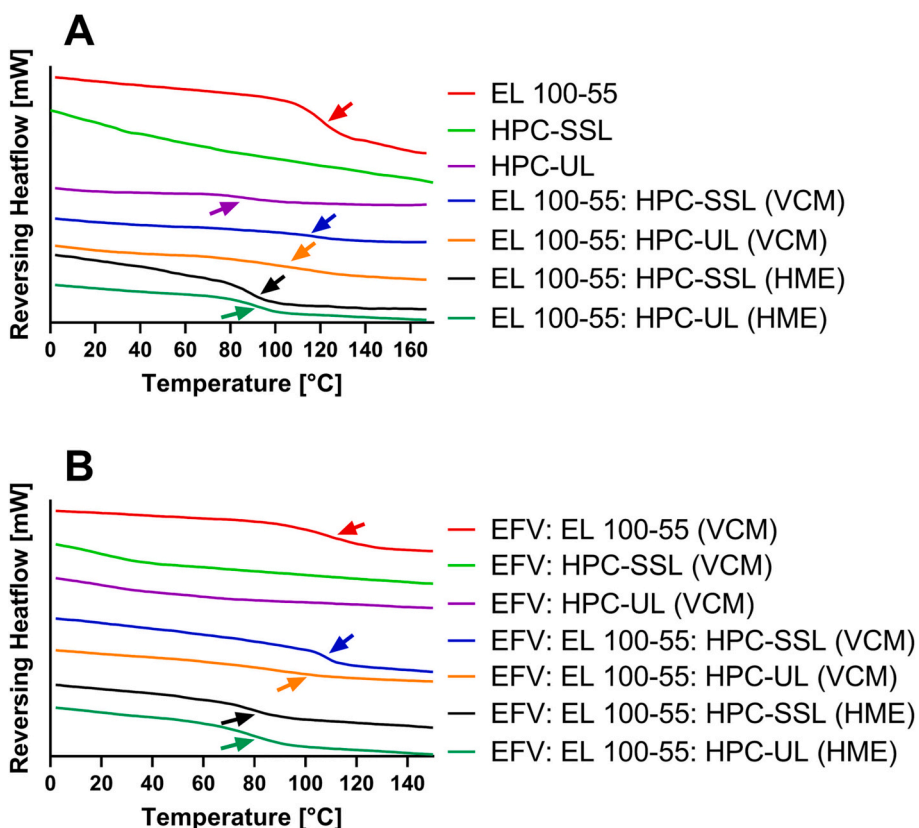 A
Reversing Heatflow [mW]
EL 100-55
HPC-SSL
HPC-UL
EL 100-55: HPC-SSL (VCM)
EL 100-55: HPC-UL (VCM)
EL 100-55: HPC-SSL (HME)
EL 100-55: HPC-UL (HME)
0 20 40 60 80 100 120 140 160
Temperature [°C]
B
Reversing Heatflow [mW]
EFV: EL 100-55 (VCM)
EFV: HPC-SSL (VCM)
EFV: HPC-UL (VCM)
EFV: EL 100-55: HPC-SSL (VCM)
EFV: EL 100-55: HPC-UL (VCM)
EFV: EL 100-55: HPC-SSL (HME)
EFV: EL 100-55: HPC-UL (HME)
0 20 40 60 80 100 120 140
Temperature [°C]